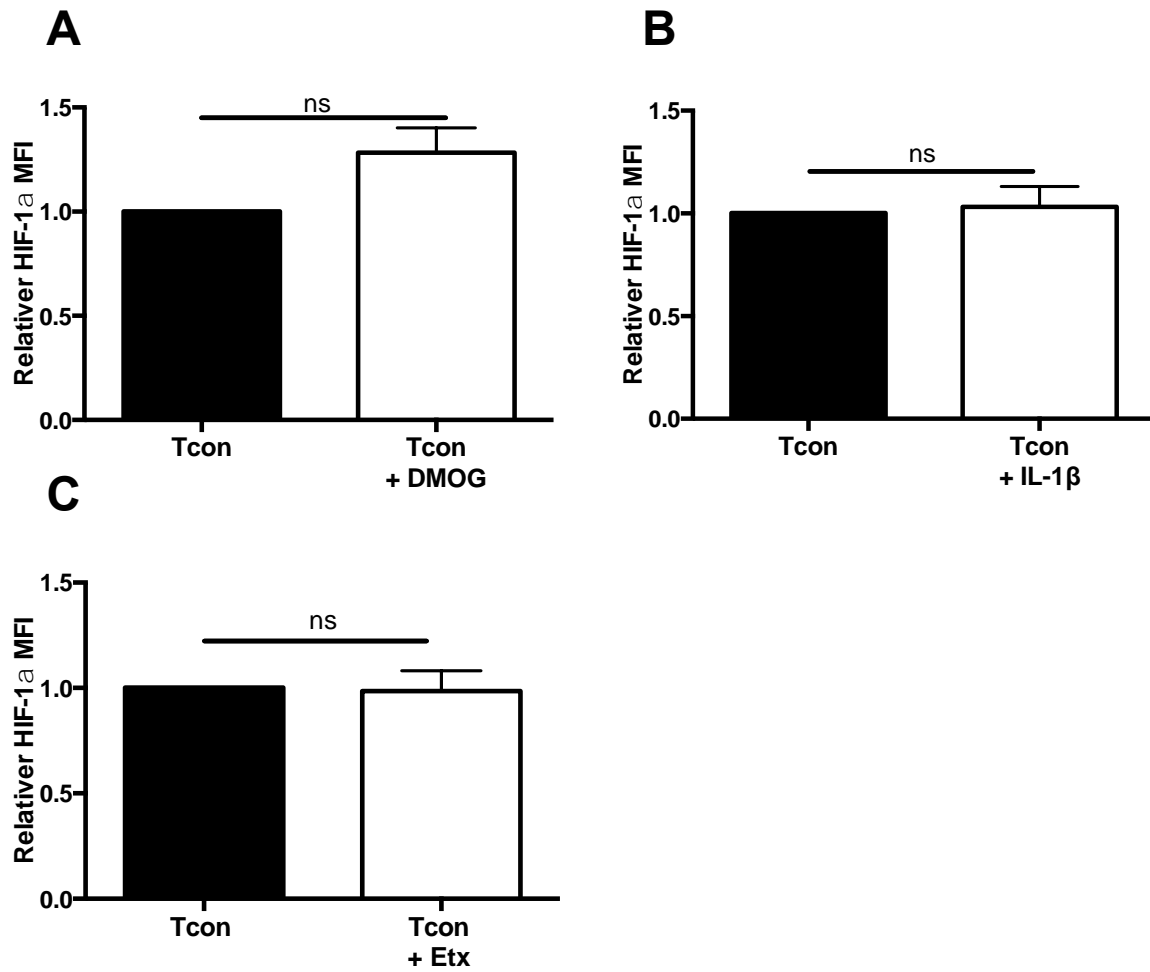 A
Relativer HIF-1a MFI
1.5
1.0
0.5
0.0
ns
Tcon
Tcon
+ DMOG
B
Relativer HIF-1a MFI
1.5
1.0
0.5
0.0
ns
Tcon
Tcon
+ IL-1β
C
Relativer HIF-1a MFI
1.5
1.0
0.5
0.0
ns
Tcon
Tcon
+ Etx